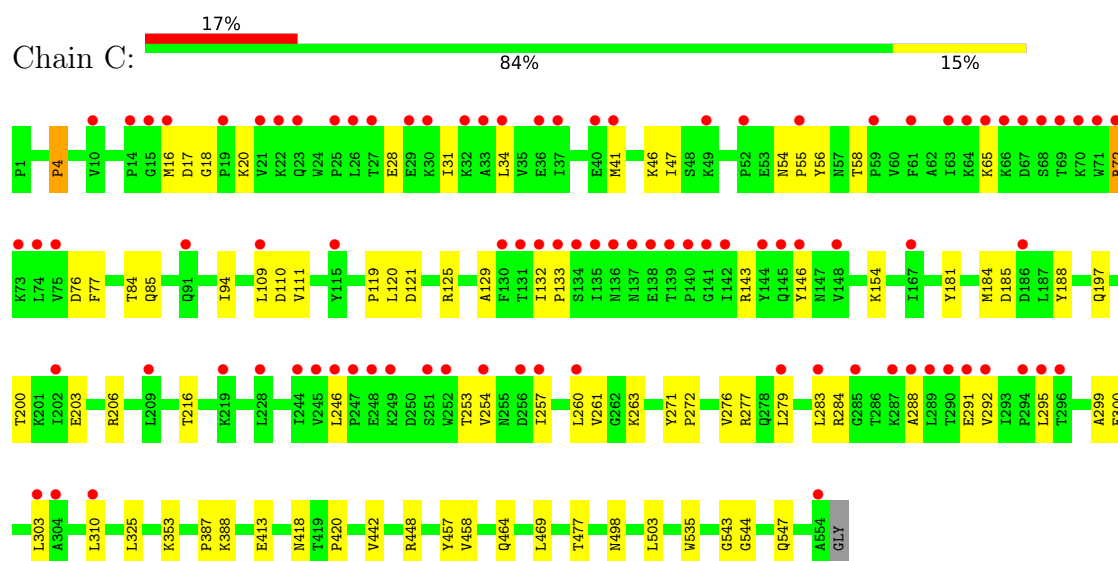 17%
Chain C:
84% 15%
P1 P4 V10 P14 G15 M16 D17 G18 P19 K20 V21 K22 Q23 W24 P25 L26 T27 E28 E29 K30 I31 K32 A33 L34 V35 E36 I37 E40 M41 K46 I47 S48 K49 P52 E53 N54 P55 Y56 N57 T58 P59 V60 F61 A62 I63 K64 K65 K66 D67 S68 T69 K70 W71 R72
K73 L74 V75 D76 F77 T84 Q85 Q91 I94 L109 D110 V111 Y115 P119 L120 D121 R125 A129 F130 T131 I132 P133 S134 I135 N136 N137 E138 T139 P140 G141 I142 R143 Y144 Q145 Y146 N147 V148 K154 I167 Y181 M184 D185 D186 L187 Y188 Q197
T200 K201 I202 E203 R206 L209 T216 K219 L228 I244 V245 L246 P247 E248 K249 D250 S251 W252 T253 V254 N255 D256 I257 L260 V261 G262 K263 Y271 P272 V276 R277 Q278 L279 L283 R284 G285 T286 K287 A288 L289 T290 E291 V292 I293 P294 L295 T296 A299 E300
L303 A304 L310 L325 K353 P387 K388 E413 N418 T419 P420 V442 R448 Y457 V458 Q464 L469 T477 N498 L503 W535 G543 G544 Q547 A554 GLY